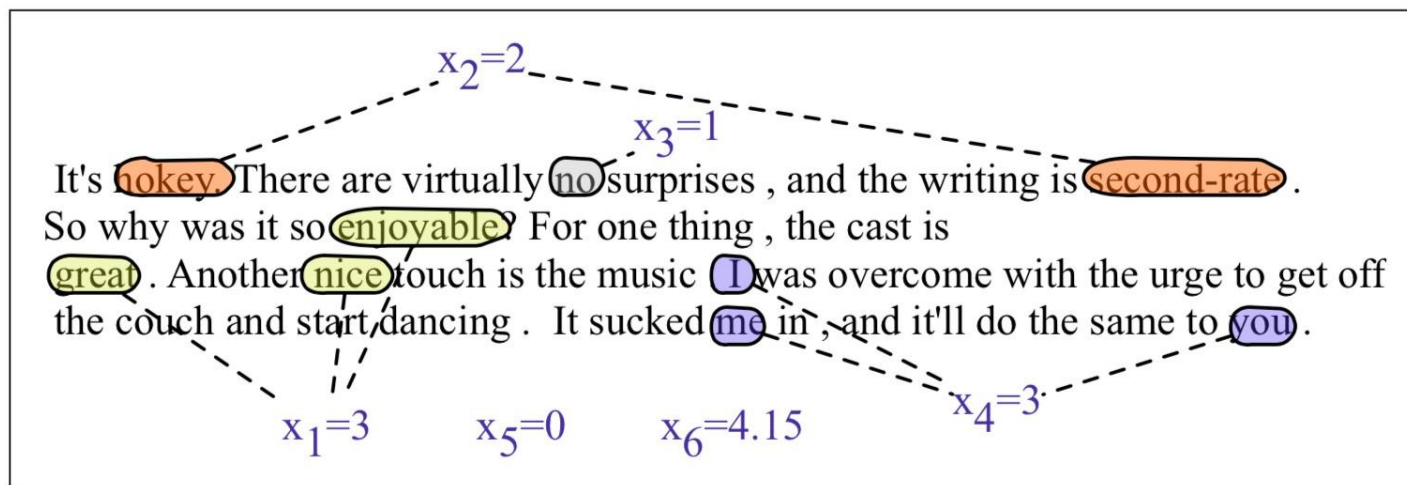 x2=2
x3=1
It's hokey. There are virtually no surprises , and the writing is second-rate .
So why was it so enjoyable? For one thing , the cast is
great . Another nice touch is the music I was overcome with the urge to get off
the couch and start dancing . It sucked me in , and it'll do the same to you .
x4=3
x1=3 x5=0 x6=4.15